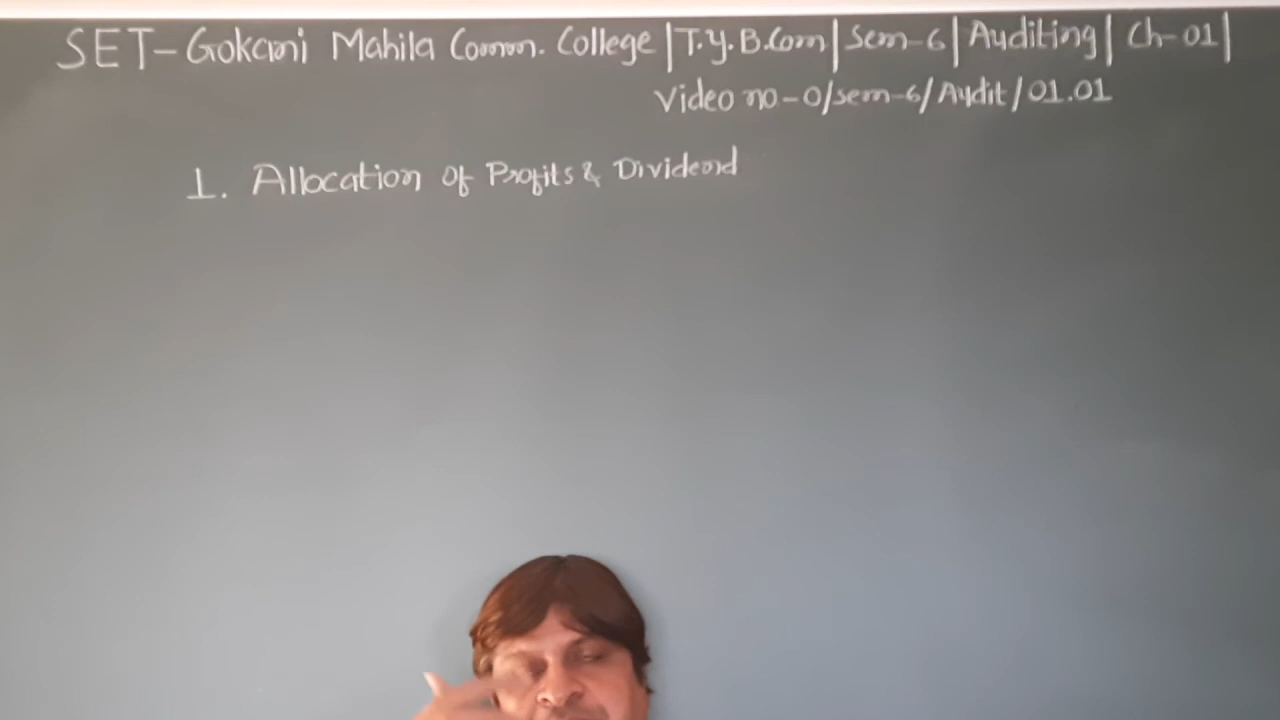 SET-Gokani Mahila Comm. College | T.Y. B.Com | Sem-6 | Auditing | Ch-01 |
Video no-0/sem-6/Audit/01.01
1. Allocation of Profits & Dividend